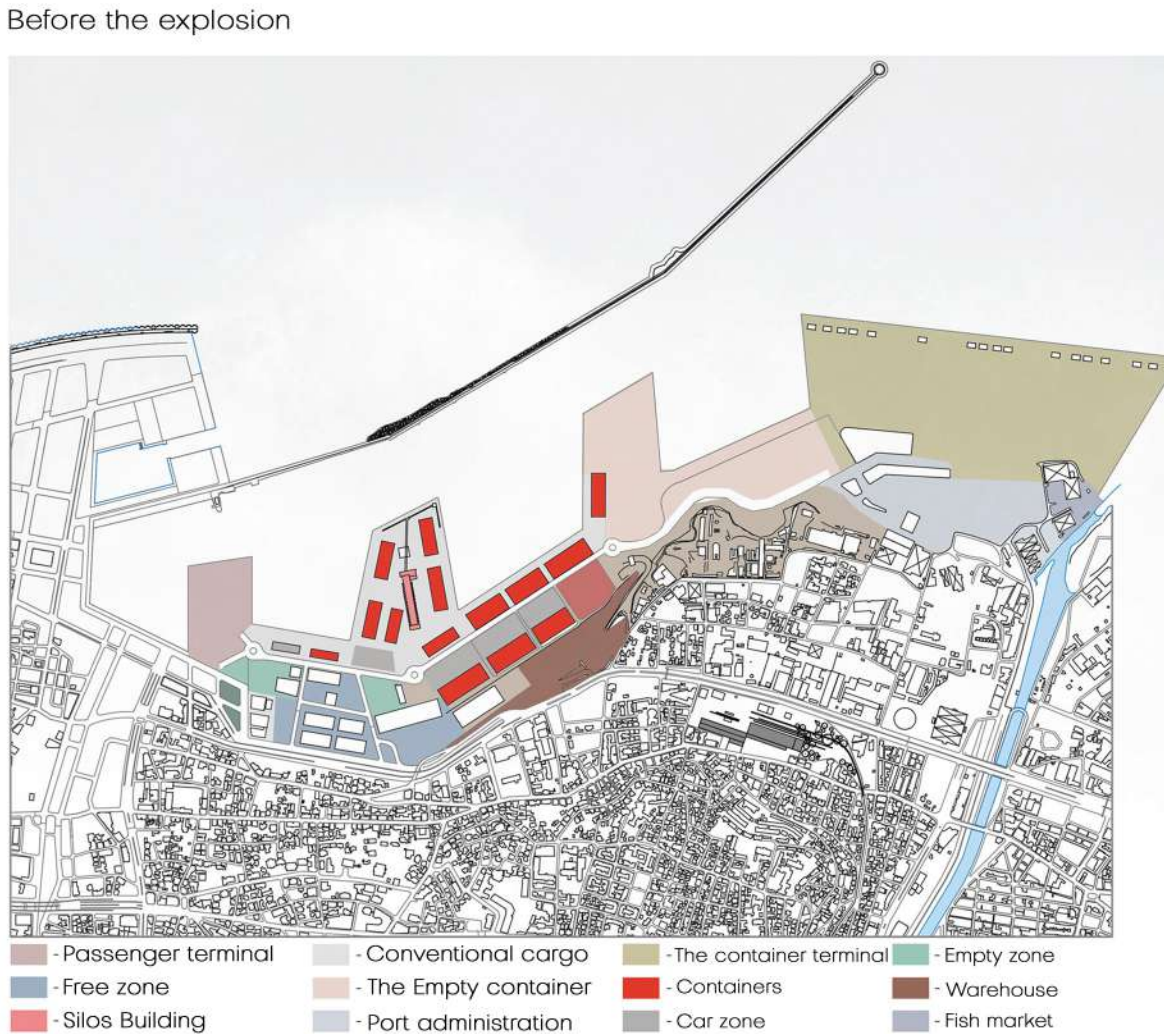 Before the explosion
- Passenger terminal
- Conventional cargo
- The container terminal
- Empty zone
- Free zone
- The Empty container
- Containers
- Warehouse
- Silos Building
- Port administration
- Car zone
- Fish market